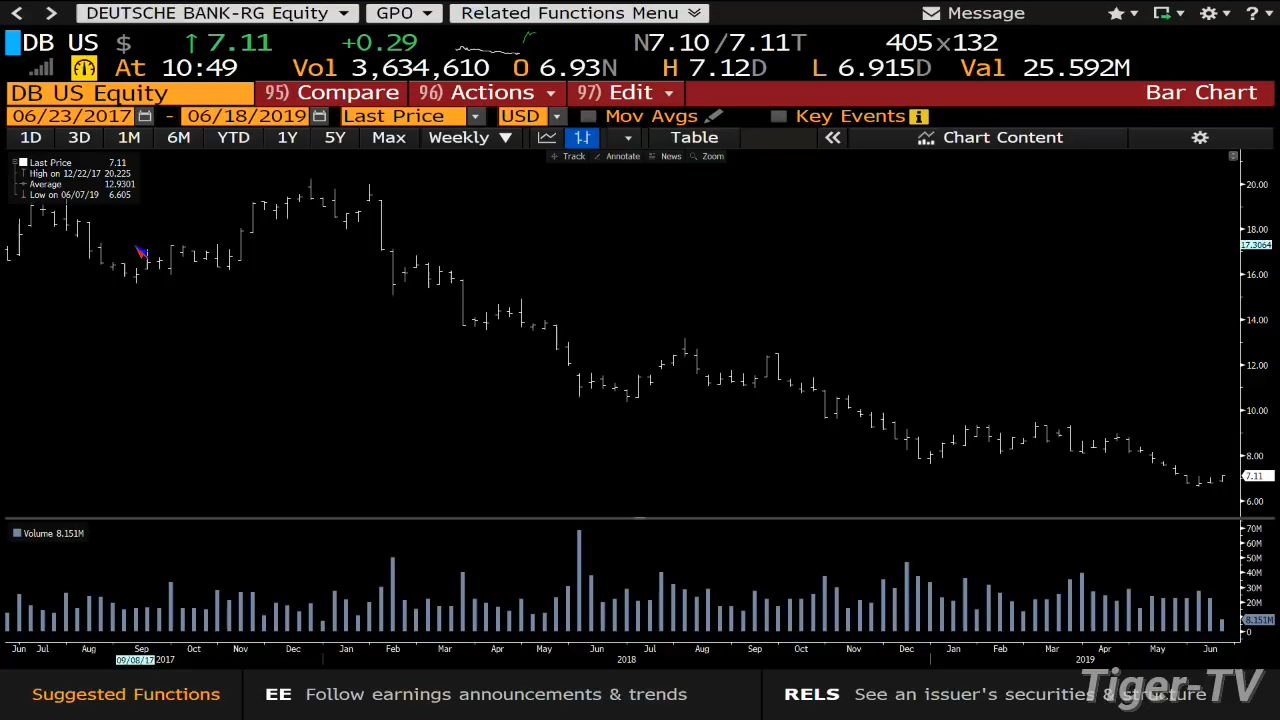 DEUTSCHE BANK-RG Equity GPO Related Functions Menu Message
DB US $ ↑ 7.11 +0.29 N7.10 /7.11T 405x132
At 10:49 Vol 3,634,610 O 6.93N H 7.12D L 6.915D Val 25.592M
DB US Equity 95) Compare 96) Actions 97) Edit Bar Chart
06/23/2017 - 06/18/2019 Last Price USD Mov Avgs Key Events
1D 3D 1M 6M YTD 1Y 5Y Max Weekly ▼ Table « Chart Content
Track Annotate News Zoom
Last Price 7.11
High on 12/22/17 20.225
Average 12.9301
Low on 06/07/19 6.605
20.00
18.00
17.3064
16.00
14.00
12.00
10.00
8.00
7.11
6.00
Volume 8.151M
70M
60M
50M
40M
30M
20M
8.151M
0
Jun Jul Aug Sep Oct Nov Dec Jan Feb Mar Apr May Jun Jul Aug Sep Oct Nov Dec Jan Feb Mar Apr May Jun
09/08/17 2017 2018 2019
Suggested Functions EE Follow earnings announcements & trends RELS See an issuer's securities & structure
Tiger-TV